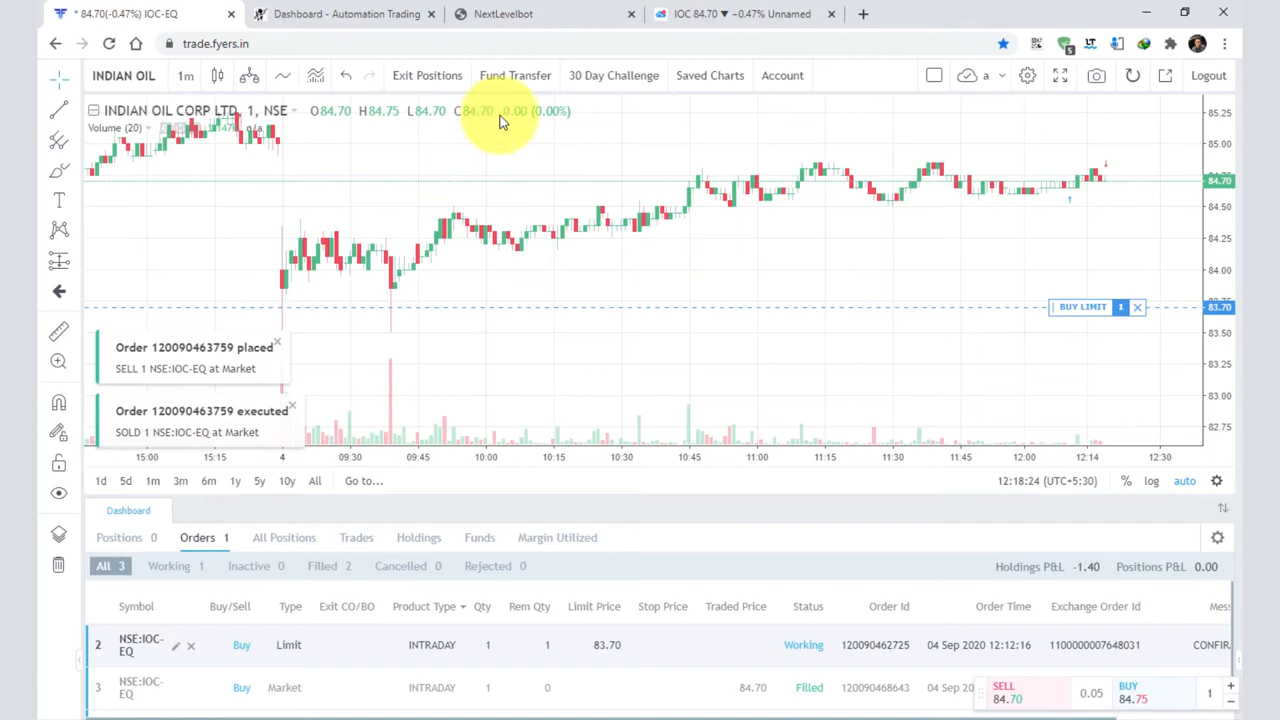 * 84.70(-0.47%) IOC-EQ
Dashboard - Automation Trading
NextLevelbot
IOC 84.70 ▼ −0.47% Unnamed
trade.fyers.in
INDIAN OIL 1m Exit Positions Fund Transfer 30 Day Challenge Saved Charts Account a Logout
INDIAN OIL CORP LTD, 1, NSE O84.70 H84.75 L84.70 C84.70 0.00 (0.00%)
Volume (20) n/a
85.25
85.00
84.70
84.50
84.25
84.00
BUY LIMIT 1 83.70
83.50
83.25
83.00
82.75
Order 120090463759 placed
SELL 1 NSE:IOC-EQ at Market
Order 120090463759 executed
SOLD 1 NSE:IOC-EQ at Market
15:00 15:15 4 09:30 09:45 10:00 10:15 10:30 10:45 11:00 11:15 11:30 11:45 12:00 12:14 12:30
1d 5d 1m 3m 6m 1y 5y 10y All Go to... 12:18:24 (UTC+5:30) % log auto
Dashboard
Positions 0 Orders 1 All Positions Trades Holdings Funds Margin Utilized
All 3 Working 1 Inactive 0 Filled 2 Cancelled 0 Rejected 0 Holdings P&L -1.40 Positions P&L 0.00
Symbol Buy/Sell Type Exit CO/BO Product Type Qty Rem Qty Limit Price Stop Price Traded Price Status Order Id Order Time Exchange Order Id Mes
2 NSE:IOC-EQ Buy Limit INTRADAY 1 1 83.70 Working 120090462725 04 Sep 2020 12:12:16 1100000007648031 CONFIR
3 NSE:IOC-EQ Buy Market INTRADAY 1 0 84.70 Filled 120090468643 04 Sep 20
SELL 84.70 0.05 BUY 84.75 1